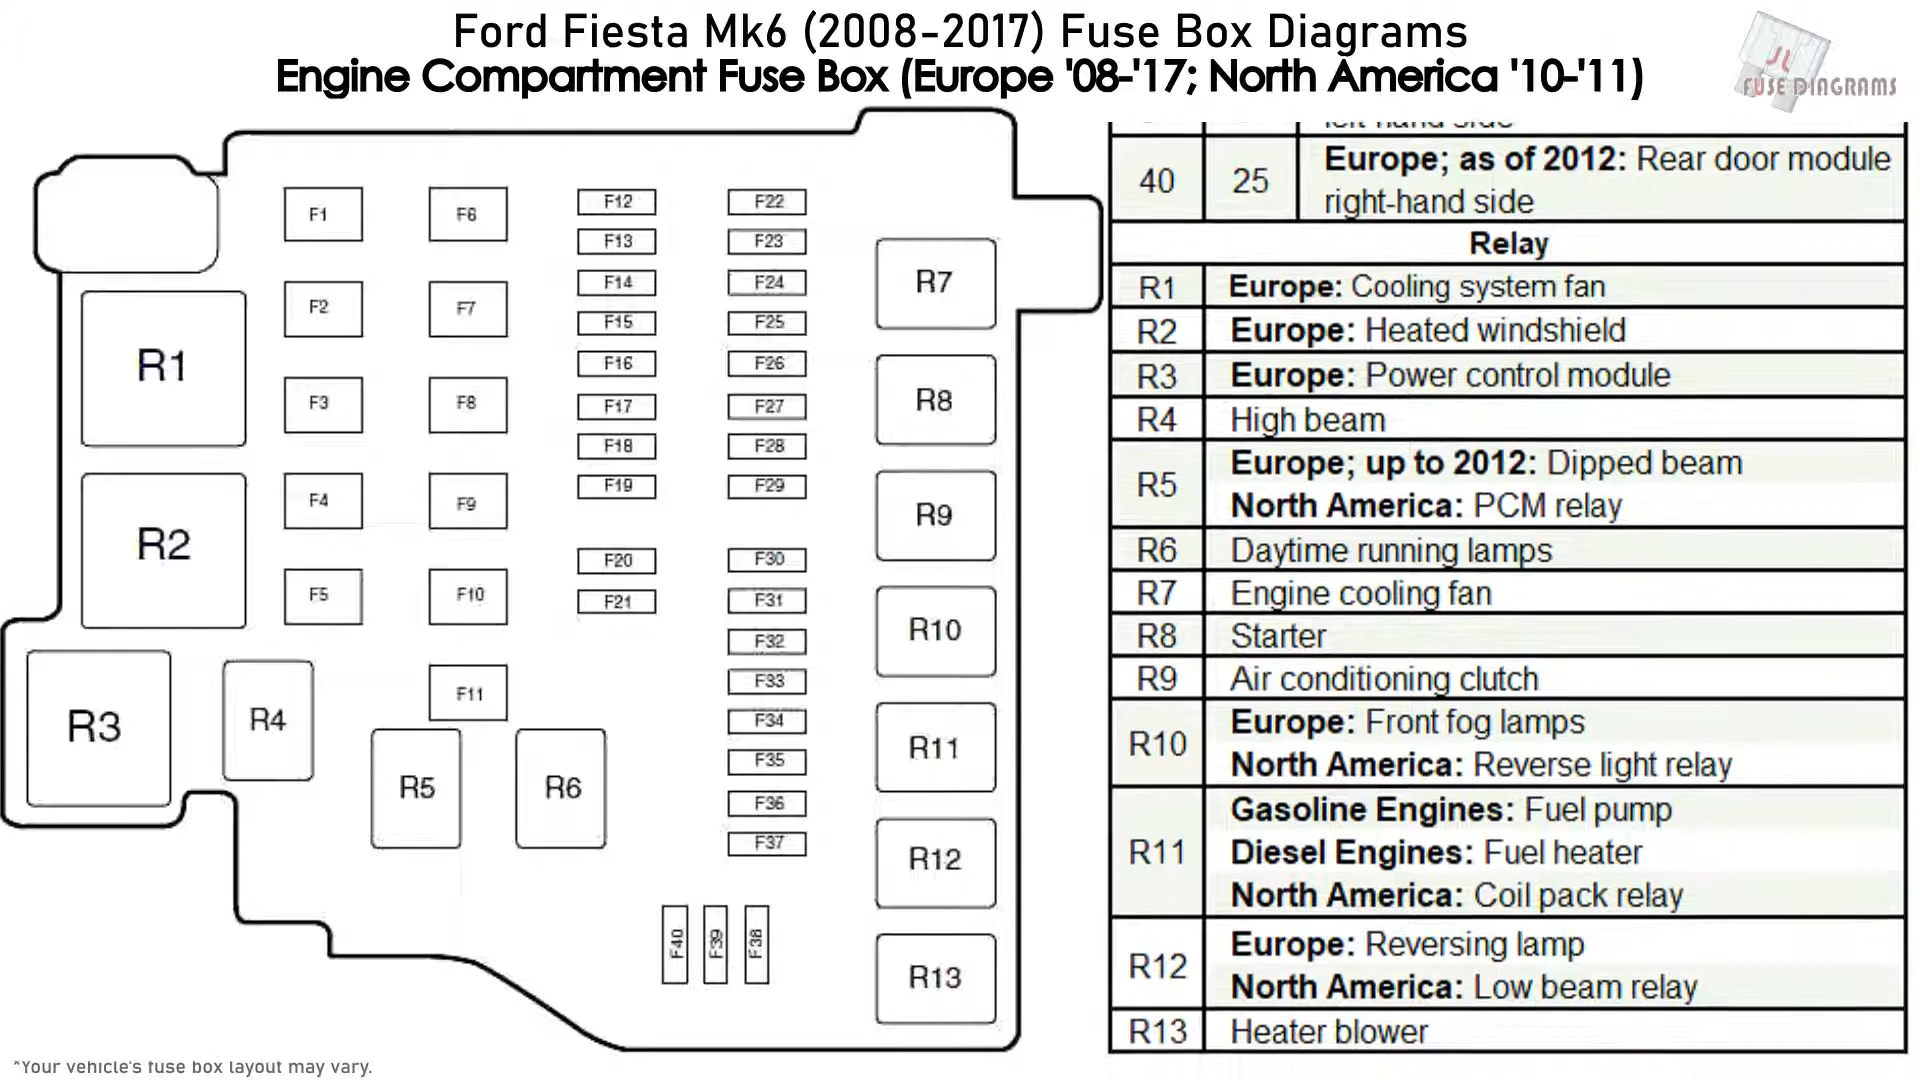 Ford Fiesta Mk6 (2008-2017) Fuse Box Diagrams
Engine Compartment Fuse Box (Europe '08-'17; North America '10-'11)
FUSE DIAGRAMS
F1
F2
F3
F4
F5
F6
F7
F8
F9
F10
F11
F12
F13
F14
F15
F16
F17
F18
F19
F20
F21
F22
F23
F24
F25
F26
F27
F28
F29
F30
F31
F32
F33
F34
F35
F36
F37
F40
F39
F38
R1
R2
R3
R4
R5
R6
R7
R8
R9
R10
R11
R12
R13
left-hand side
40 25 Europe; as of 2012: Rear door module
right-hand side
Relay
R1 Europe: Cooling system fan
R2 Europe: Heated windshield
R3 Europe: Power control module
R4 High beam
R5 Europe; up to 2012: Dipped beam
North America: PCM relay
R6 Daytime running lamps
R7 Engine cooling fan
R8 Starter
R9 Air conditioning clutch
R10 Europe: Front fog lamps
North America: Reverse light relay
R11 Gasoline Engines: Fuel pump
Diesel Engines: Fuel heater
North America: Coil pack relay
R12 Europe: Reversing lamp
North America: Low beam relay
R13 Heater blower
*Your vehicle's fuse box layout may vary.